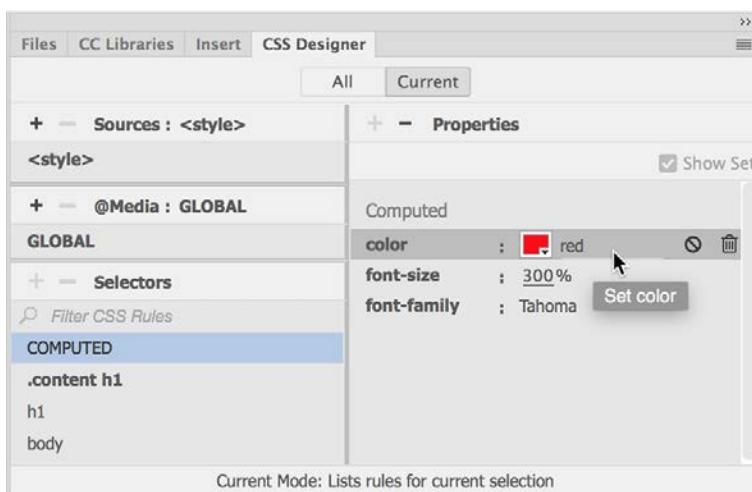 Files CC Libraries Insert CSS Designer
All Current
+ − Sources : <style>
<style>
+ − @Media : GLOBAL
GLOBAL
+ − Selectors
Filter CSS Rules
COMPUTED
.content h1
h1
body
+ − Properties
Show Set
Computed
color : red
font-size : 300%
font-family : Tahoma
Set color
Current Mode: Lists rules for current selection